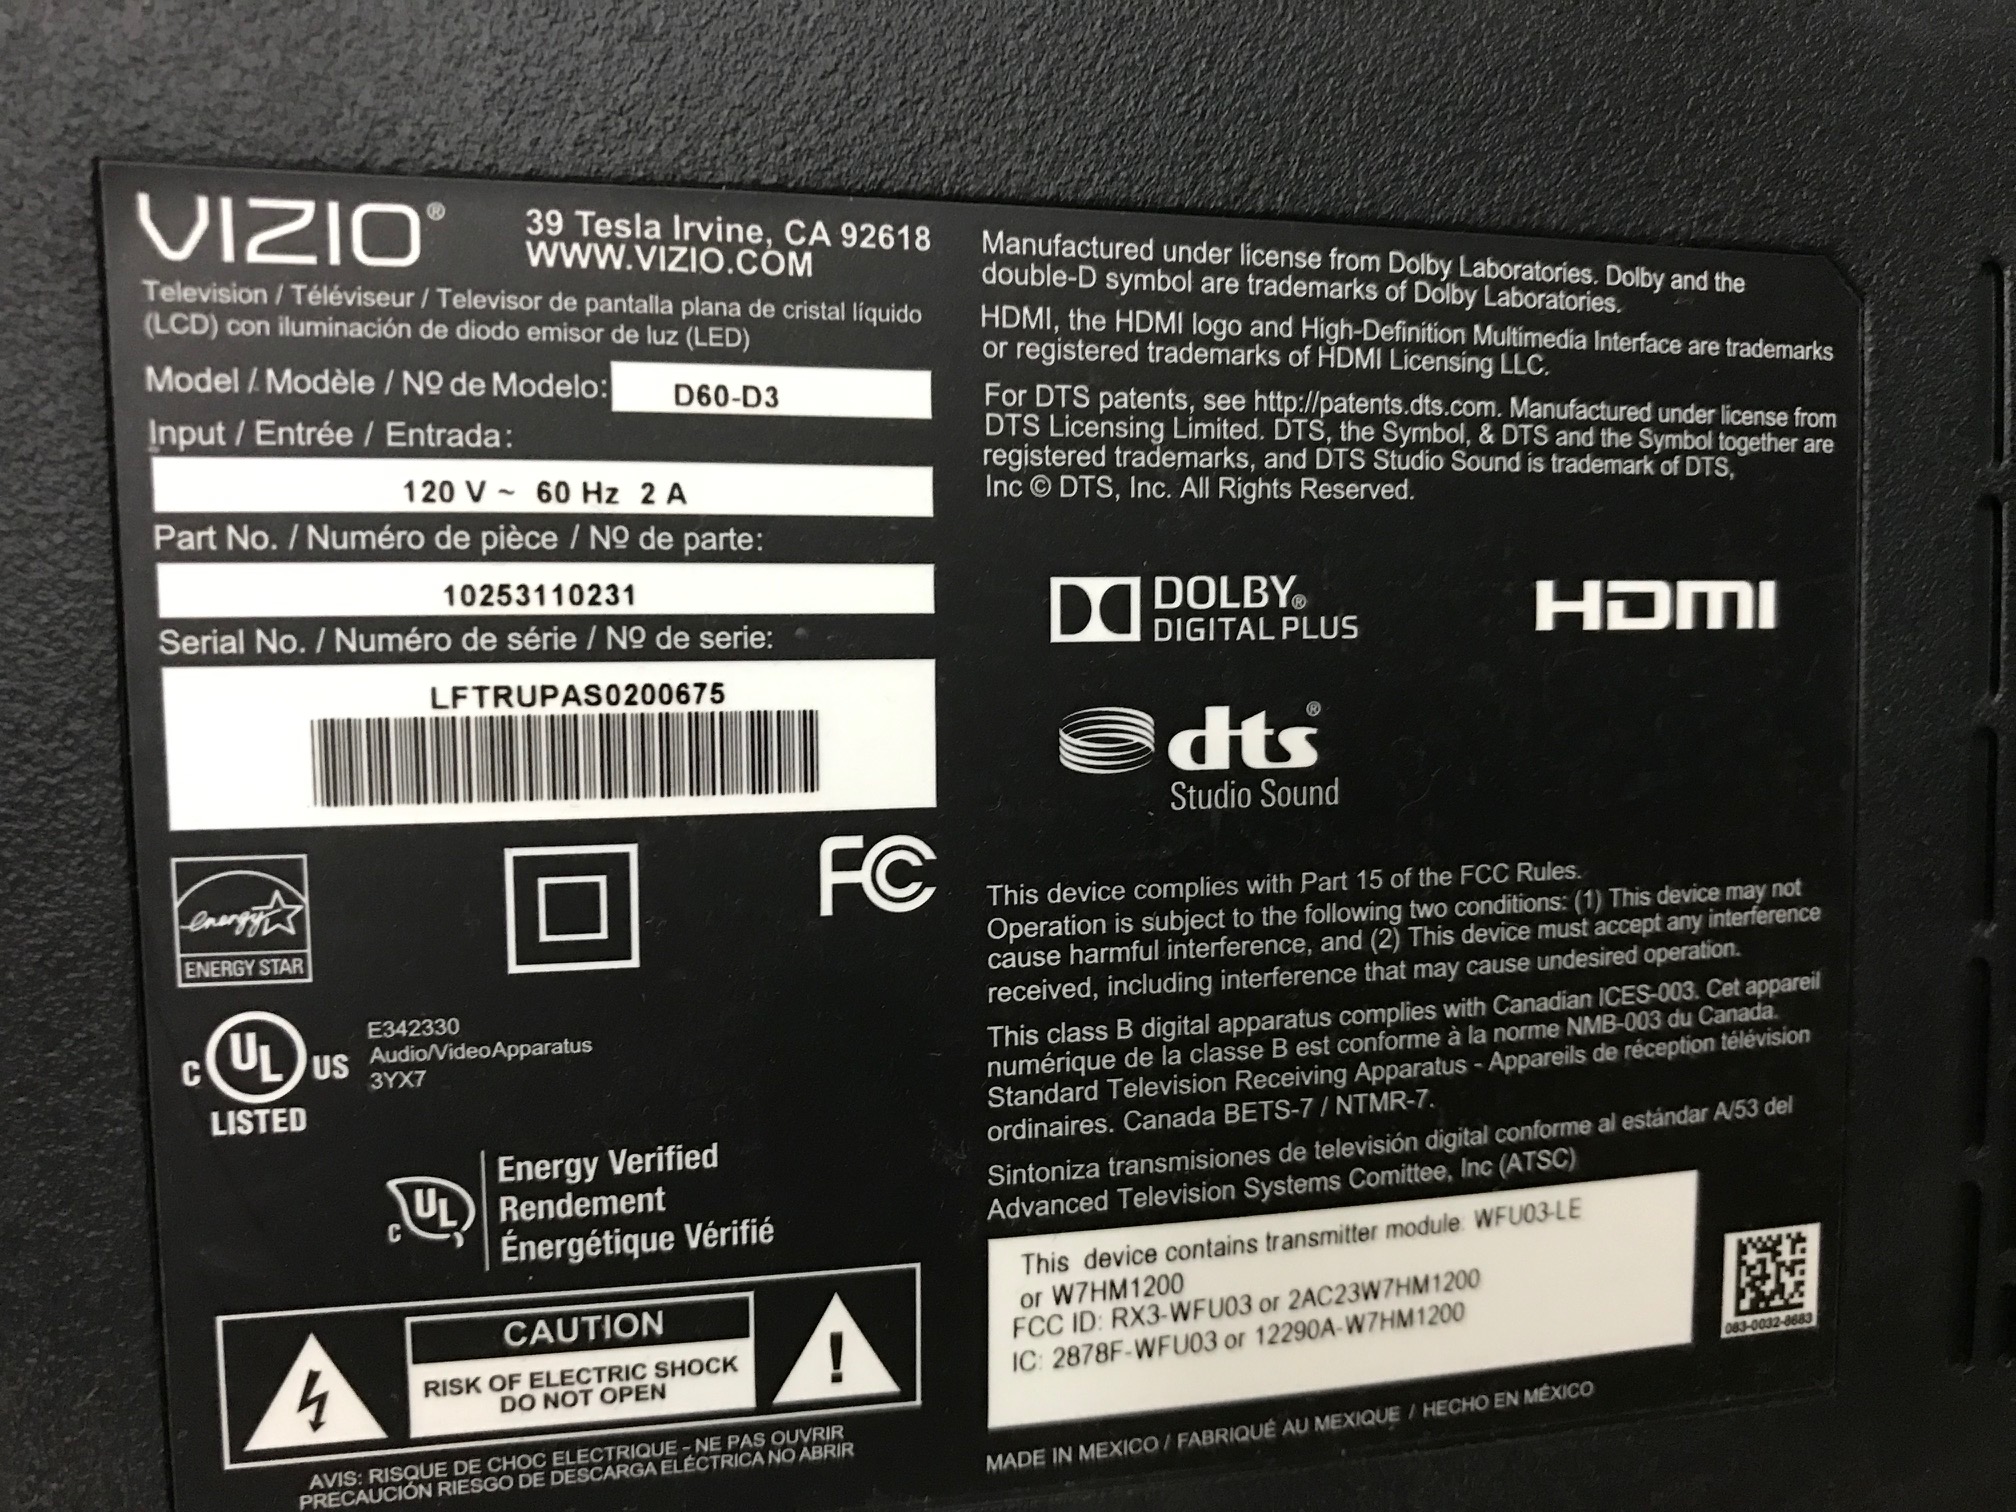 VIZIO®
39 Tesla Irvine, CA 92618
WWW.VIZIO.COM
Television / Téléviseur / Televisor de pantalla plana de cristal líquido
(LCD) con iluminación de diodo emisor de luz (LED)
Model / Modèle / Nº de Modelo: D60-D3
Input / Entrée / Entrada:
120 V ~ 60 Hz 2 A
Part No. / Numéro de pièce / Nº de parte:
10253110231
Serial No. / Numéro de série / Nº de serie:
LFTRUPAS0200675
energy
ENERGY STAR
FC
C UL US
LISTED
E342330
Audio/Video Apparatus
3YX7
C UL
Energy Verified
Rendement
Énergétique Vérifié
CAUTION
RISK OF ELECTRIC SHOCK
DO NOT OPEN
!
AVIS: RISQUE DE CHOC ELECTRIQUE - NE PAS OUVRIR
PRECAUCIÓN RIESGO DE DESCARGA ELÉCTRICA NO ABRIR
Manufactured under license from Dolby Laboratories. Dolby and the
double-D symbol are trademarks of Dolby Laboratories.
HDMI, the HDMI logo and High-Definition Multimedia Interface are trademarks
or registered trademarks of HDMI Licensing LLC.
For DTS patents, see http://patents.dts.com. Manufactured under license from
DTS Licensing Limited. DTS, the Symbol, & DTS and the Symbol together are
registered trademarks, and DTS Studio Sound is trademark of DTS,
Inc © DTS, Inc. All Rights Reserved.
DOLBY®
DIGITAL PLUS
HDMI
dts®
Studio Sound
This device complies with Part 15 of the FCC Rules.
Operation is subject to the following two conditions: (1) This device may not
cause harmful interference, and (2) This device must accept any interference
received, including interference that may cause undesired operation.
This class B digital apparatus complies with Canadian ICES-003. Cet appareil
numérique de la classe B est conforme à la norme NMB-003 du Canada.
Standard Television Receiving Apparatus - Appareils de réception télévision
ordinaires. Canada BETS-7 / NTMR-7.
Sintoniza transmisiones de televisión digital conforme al estándar A/53 del
Advanced Television Systems Comittee, Inc (ATSC)
This device contains transmitter module: WFU03-LE
or W7HM1200
FCC ID: RX3-WFU03 or 2AC23W7HM1200
IC: 2878F-WFU03 or 12290A-W7HM1200
083-0032-8683
MADE IN MEXICO / FABRIQUÉ AU MEXIQUE / HECHO EN MÉXICO